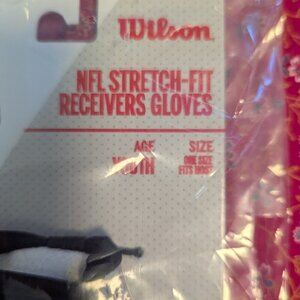 Wilson
NFL STRETCH-FIT
RECEIVERS GLOVES
AGE SIZE
YOUTH ONE SIZE
FITS MOST